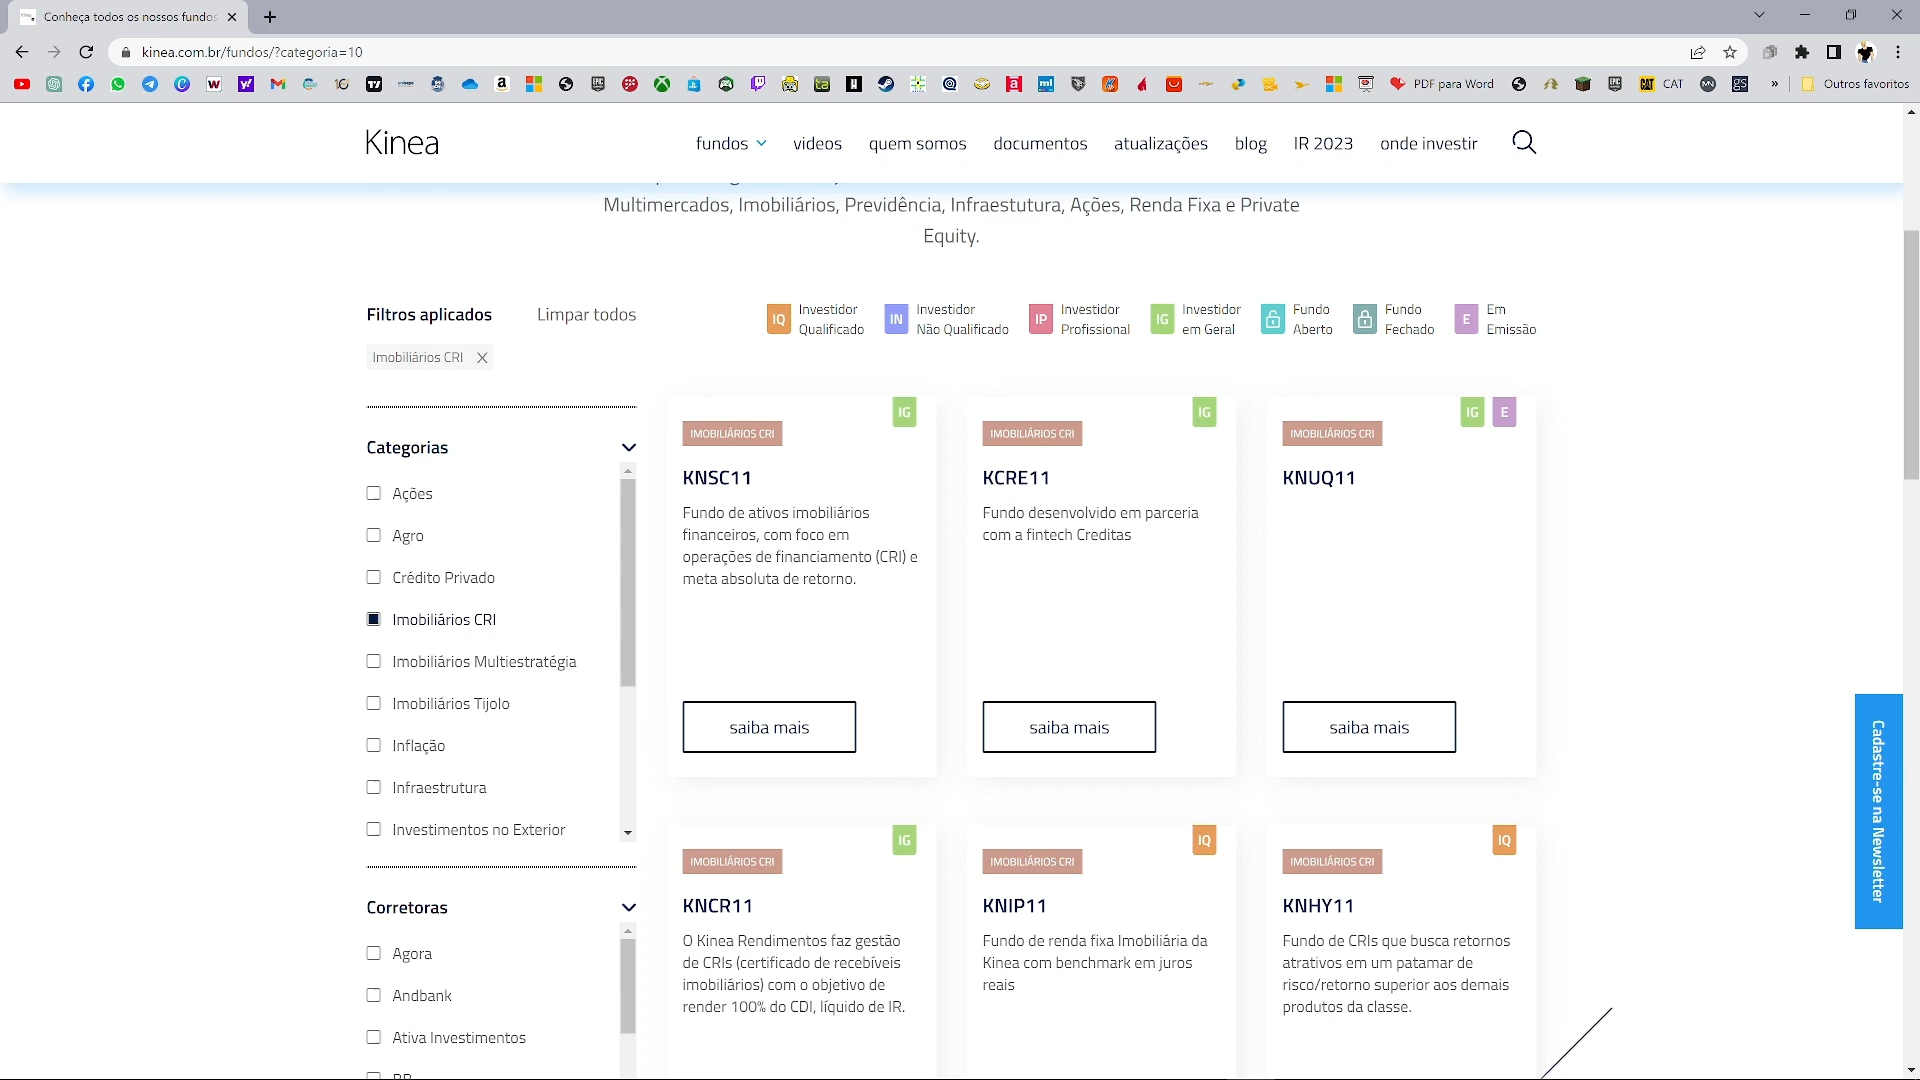 Conheça todos os nossos fundos
kinea.com.br/fundos/?categoria=10
PDF para Word
CAT
Outros favoritos
Kinea
fundos
videos
quem somos
documentos
atualizações
blog
IR 2023
onde investir
Multimercados, Imobiliários, Previdência, Infraestutura, Ações, Renda Fixa e Private
Equity.
Filtros aplicados
Limpar todos
Imobiliários CRI
IQ
Investidor
Qualificado
IN
Investidor
Não Qualificado
IP
Investidor
Profissional
IG
Investidor
em Geral
Fundo
Aberto
Fundo
Fechado
E
Em
Emissão
Categorias
Ações
Agro
Crédito Privado
Imobiliários CRI
Imobiliários Multiestratégia
Imobiliários Tijolo
Inflação
Infraestrutura
Investimentos no Exterior
Corretoras
Agora
Andbank
Ativa Investimentos
IG
IMOBILIÁRIOS CRI
KNSC11
Fundo de ativos imobiliários
financeiros, com foco em
operações de financiamento (CRI) e
meta absoluta de retorno.
saiba mais
IG
IMOBILIÁRIOS CRI
KCRE11
Fundo desenvolvido em parceria
com a fintech Creditas
saiba mais
IG
E
IMOBILIÁRIOS CRI
KNUQ11
saiba mais
IG
IMOBILIÁRIOS CRI
KNCR11
O Kinea Rendimentos faz gestão
de CRIs (certificado de recebíveis
imobiliários) com o objetivo de
render 100% do CDI, líquido de IR.
IQ
IMOBILIÁRIOS CRI
KNIP11
Fundo de renda fixa Imobiliária da
Kinea com benchmark em juros
reais
IQ
IMOBILIÁRIOS CRI
KNHY11
Fundo de CRIs que busca retornos
atrativos em um patamar de
risco/retorno superior aos demais
produtos da classe.
Cadastre-se na Newsletter